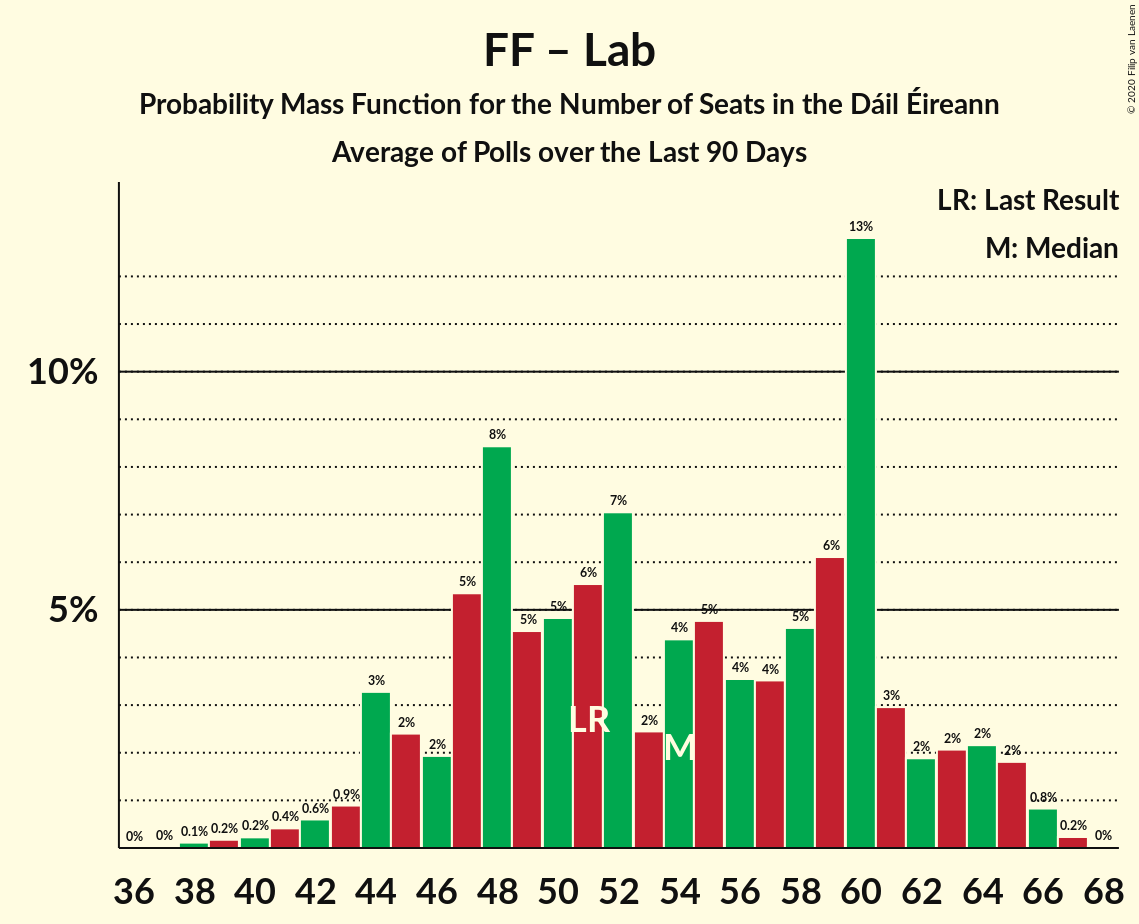 FF – Lab
Probability Mass Function for the Number of Seats in the Dáil Éireann
Average of Polls over the Last 90 Days
© 2020 Filip van Laenen
LR: Last Result
M: Median
10%
5%
0% 0% 0.1% 0.2% 0.2% 0.4% 0.6% 0.9% 3% 2% 2% 5% 8% 5% 5% 6% 7% 2% 4% 5% 4% 4% 5% 6% 13% 3% 2% 2% 2% 2% 0.8% 0.2% 0%
LR
M
36 38 40 42 44 46 48 50 52 54 56 58 60 62 64 66 68